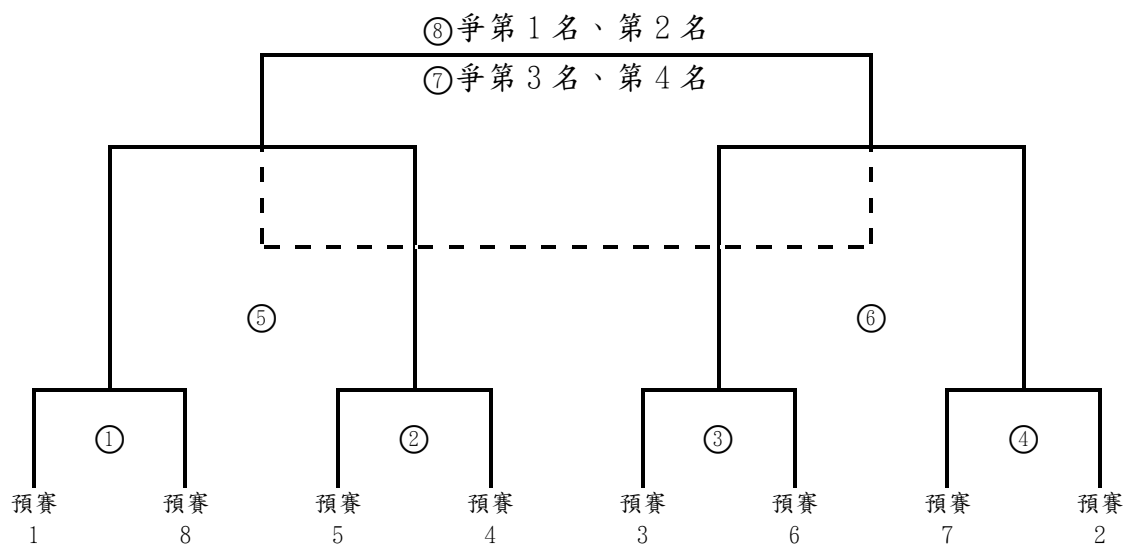 ⑧爭第1名、第2名
⑦爭第3名、第4名
⑤ ⑥
① ② ③ ④
預賽 預賽 預賽 預賽 預賽 預賽 預賽 預賽
1 8 5 4 3 6 7 2